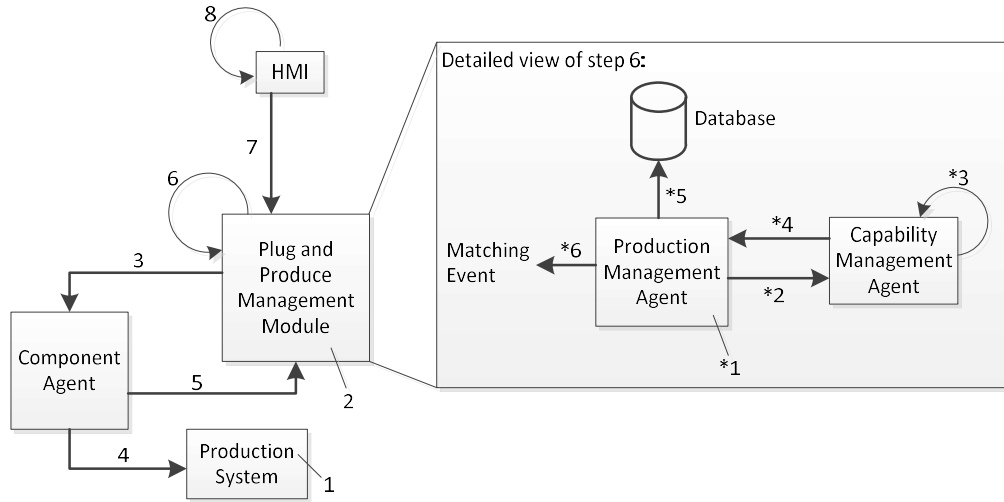 8
HMI
7
6
Plug and
Produce
Management
Module
2
3
Component
Agent
5
4
Production
System
1
Detailed view of step 6:
Database
*5
*3
Production
Management
Agent
*4
*2
Capability
Management
Agent
Matching
Event
*6
*1